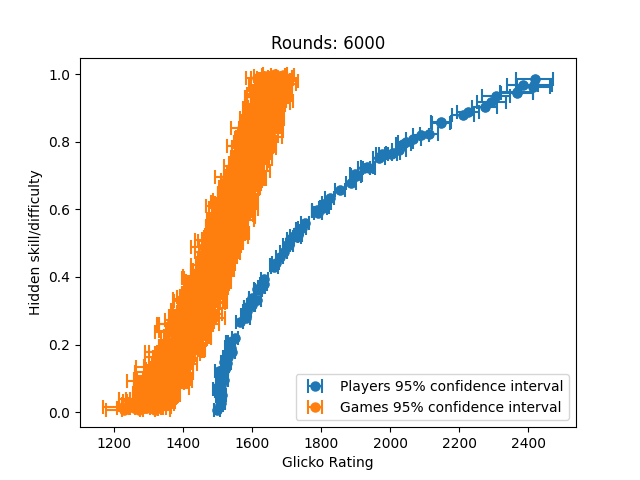 Rounds: 6000
Hidden skill/difficulty
1.0
0.8
0.6
0.4
0.2
0.0
Players 95% confidence interval
Games 95% confidence interval
1200 1400 1600 1800 2000 2200 2400
Glicko Rating